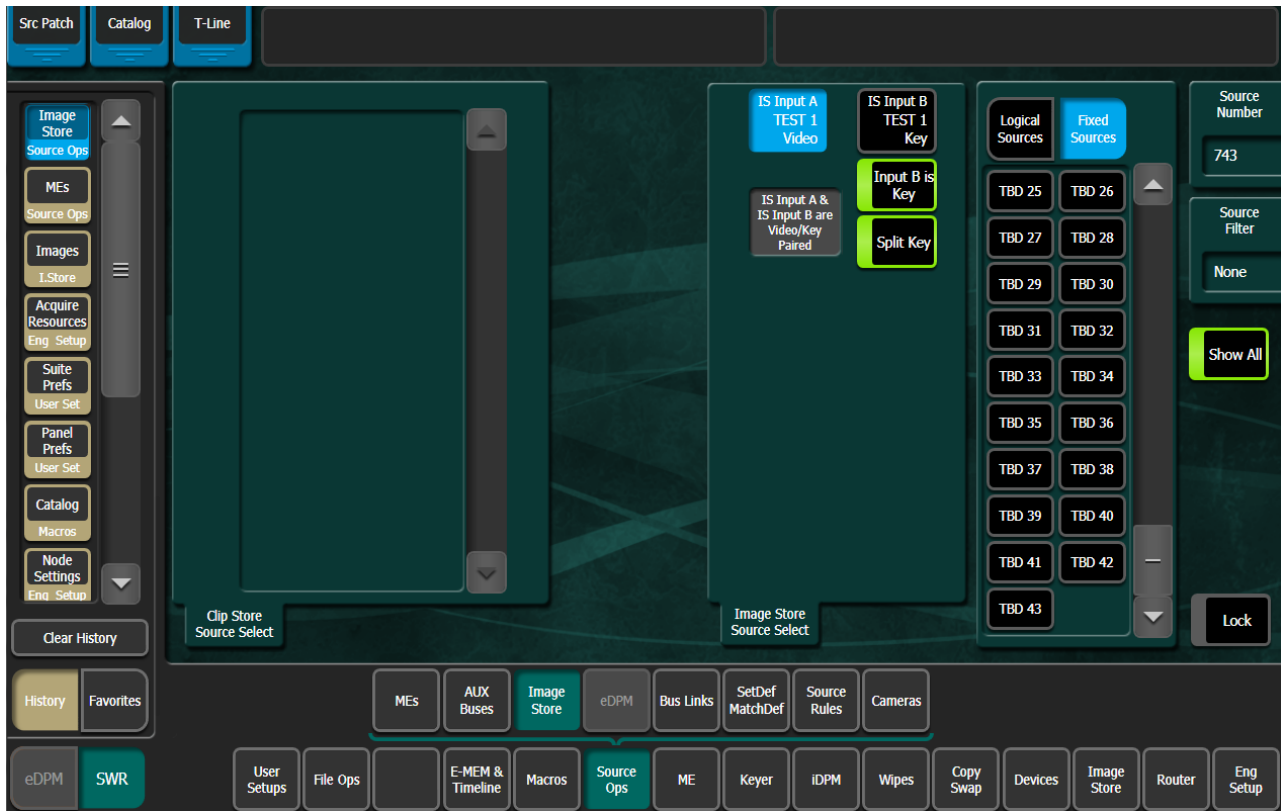 Src Patch
Catalog
T-Line
Image
Store
Source Ops
MEs
Source Ops
Images
I.Store
Acquire
Resources
Eng Setup
Suite
Prefs
User Set
Panel
Prefs
User Set
Catalog
Macros
Node
Settings
Eng Setup
Clear History
History
Favorites
eDPM
SWR
Clip Store
Source Select
IS Input A
TEST 1
Video
IS Input B
TEST 1
Key
Input B is
Key
IS Input A &
IS Input B are
Video/Key
Paired
Split Key
Image Store
Source Select
Logical
Sources
Fixed
Sources
TBD 25
TBD 26
TBD 27
TBD 28
TBD 29
TBD 30
TBD 31
TBD 32
TBD 33
TBD 34
TBD 35
TBD 36
TBD 37
TBD 38
TBD 39
TBD 40
TBD 41
TBD 42
TBD 43
Source
Number
743
Source
Filter
None
Show All
Lock
MEs
AUX
Buses
Image
Store
eDPM
Bus Links
SetDef
MatchDef
Source
Rules
Cameras
User
Setups
File Ops
E-MEM &
Timeline
Macros
Source
Ops
ME
Keyer
iDPM
Wipes
Copy
Swap
Devices
Image
Store
Router
Eng
Setup